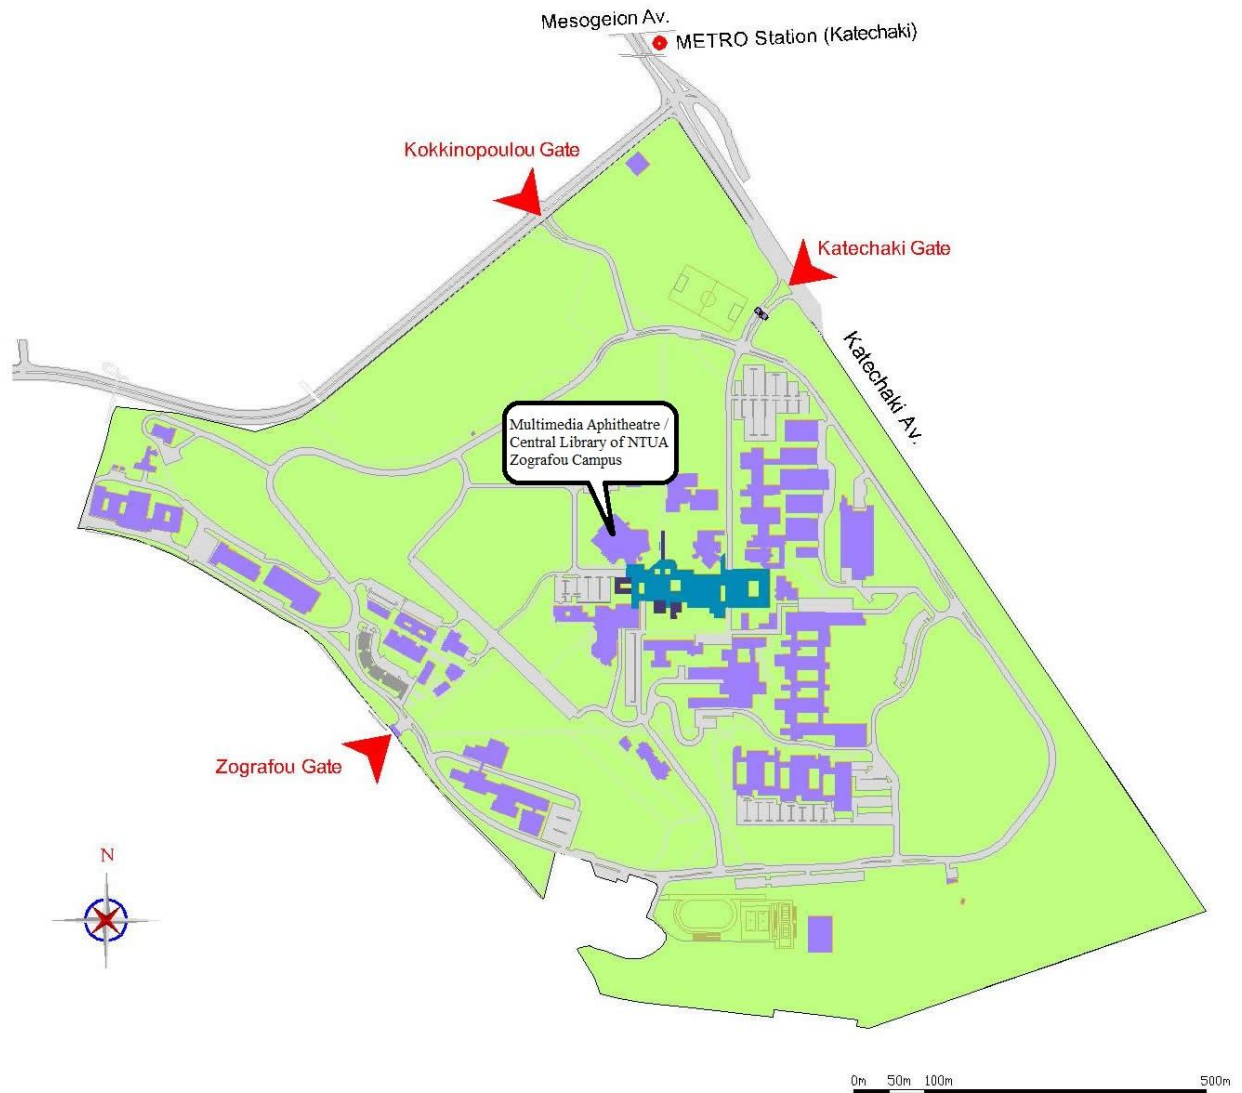 Mesogeion Av.
METRO Station (Katechaki)
Kokkinopoulou Gate
Katechaki Gate
Katechaki Av.
Multimedia Aphitheatre /
Central Library of NTUA
Zografou Campus
Zografou Gate
N
0m 50m 100m 500m